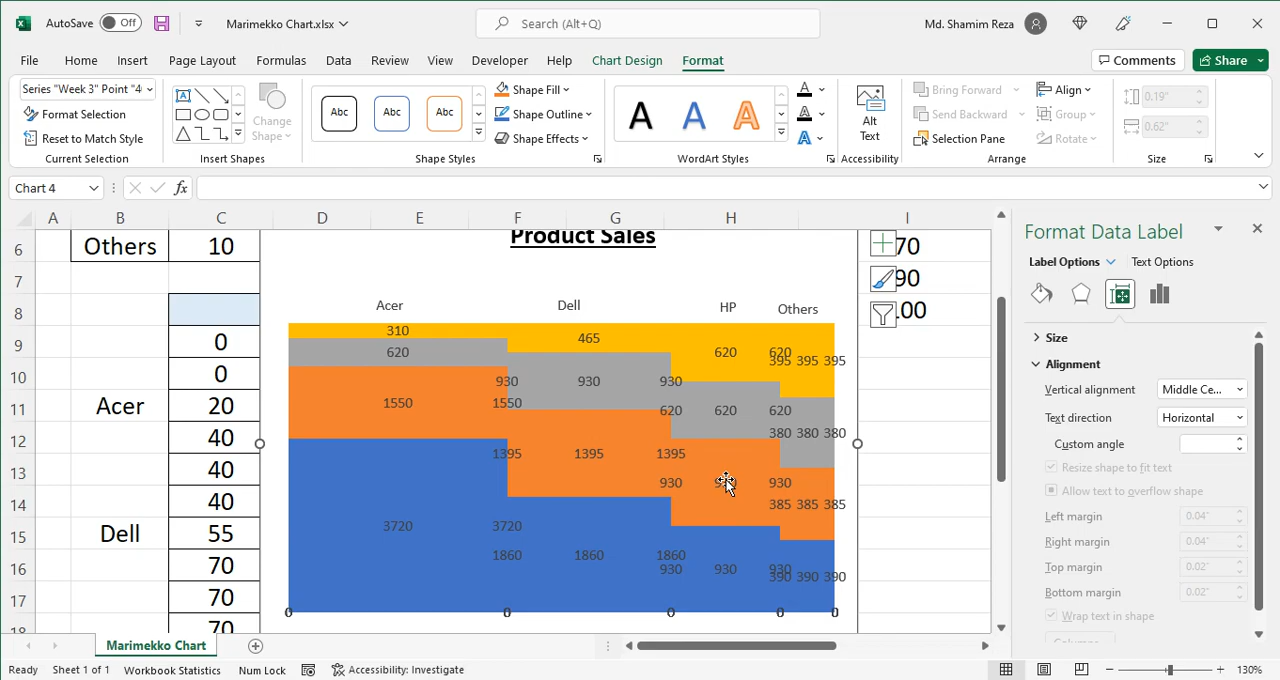 AutoSave Off Marimekko Chart.xlsx Search (Alt+Q) Md. Shamim Reza
File Home Insert Page Layout Formulas Data Review View Developer Help Chart Design Format Comments Share
Series "Week 3" Point "4
Format Selection
Reset to Match Style
Current Selection
Change Shape
Insert Shapes
Abc Abc Abc
Shape Fill
Shape Outline
Shape Effects
Shape Styles
A A A
WordArt Styles
Alt Text
Accessibility
Bring Forward
Send Backward
Selection Pane
Align
Group
Rotate
Arrange
0.19"
0.62"
Size
Chart 4 fx
A B C D E F G H I
6 Others 10
7
8
9 0
10 0
11 Acer 20
12 40
13 40
14 40
15 Dell 55
16 70
17 70
18 70
70
90
100
Product Sales
Acer Dell HP Others
310 465 620 620
395 395 395
620 930 930 930
1550 1550 620 620 620
380 380 380
1395 1395 1395
930 930 930
385 385 385
3720 3720
1860 1860 1860
930 930 930
390 390 390
0 0 0 0 0
Format Data Label
Label Options Text Options
Size
Alignment
Vertical alignment Middle Ce...
Text direction Horizontal
Custom angle
Resize shape to fit text
Allow text to overflow shape
Left margin 0.04"
Right margin 0.04"
Top margin 0.02"
Bottom margin 0.02"
Wrap text in shape
Marimekko Chart
Ready Sheet 1 of 1 Workbook Statistics Num Lock Accessibility: Investigate 130%